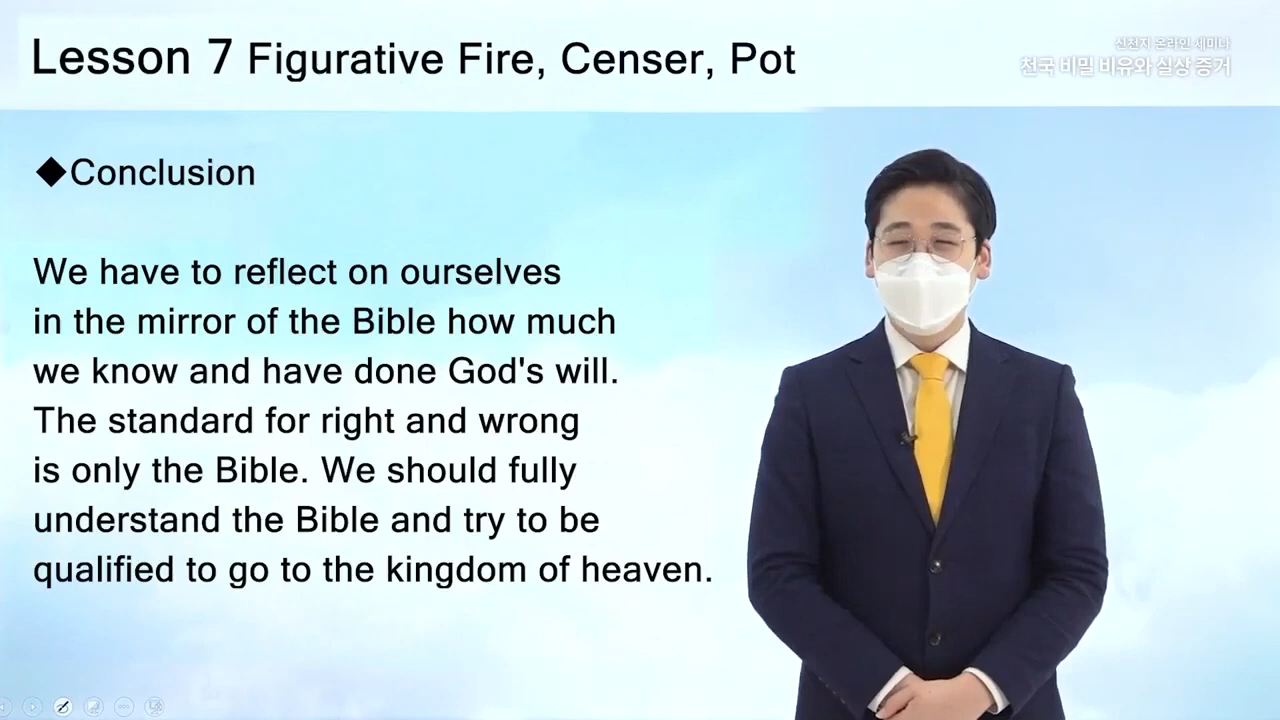 Lesson 7 Figurative Fire, Censer, Pot
신천지 온라인 세미나
천국 비밀 비유와 실상 증거
◆Conclusion
We have to reflect on ourselves
in the mirror of the Bible how much
we know and have done God's will.
The standard for right and wrong
is only the Bible. We should fully
understand the Bible and try to be
qualified to go to the kingdom of heaven.